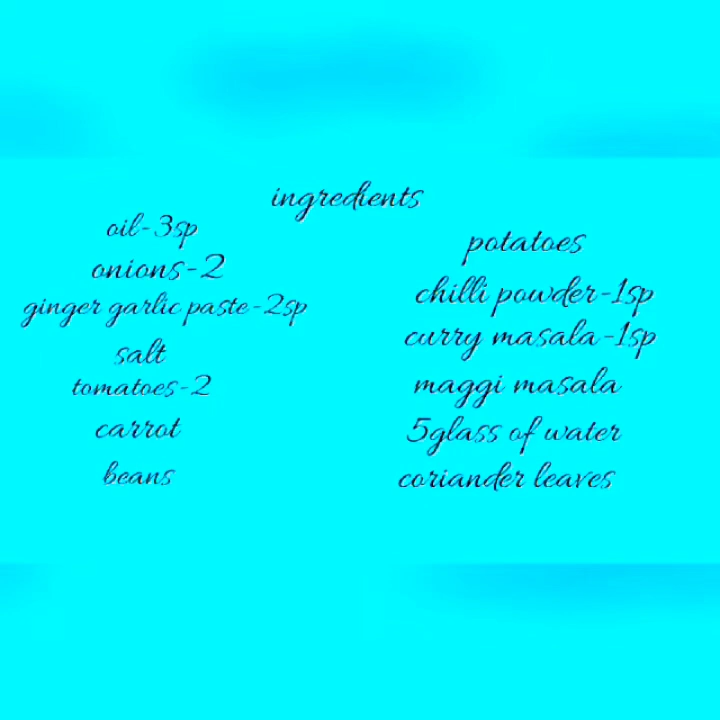 ingredients
oil-3sp
onions-2
ginger garlic paste-2sp
salt
tomatoes-2
carrot
beans
potatoes
chilli powder-1sp
curry masala-1sp
maggi masala
5glass of water
coriander leaves